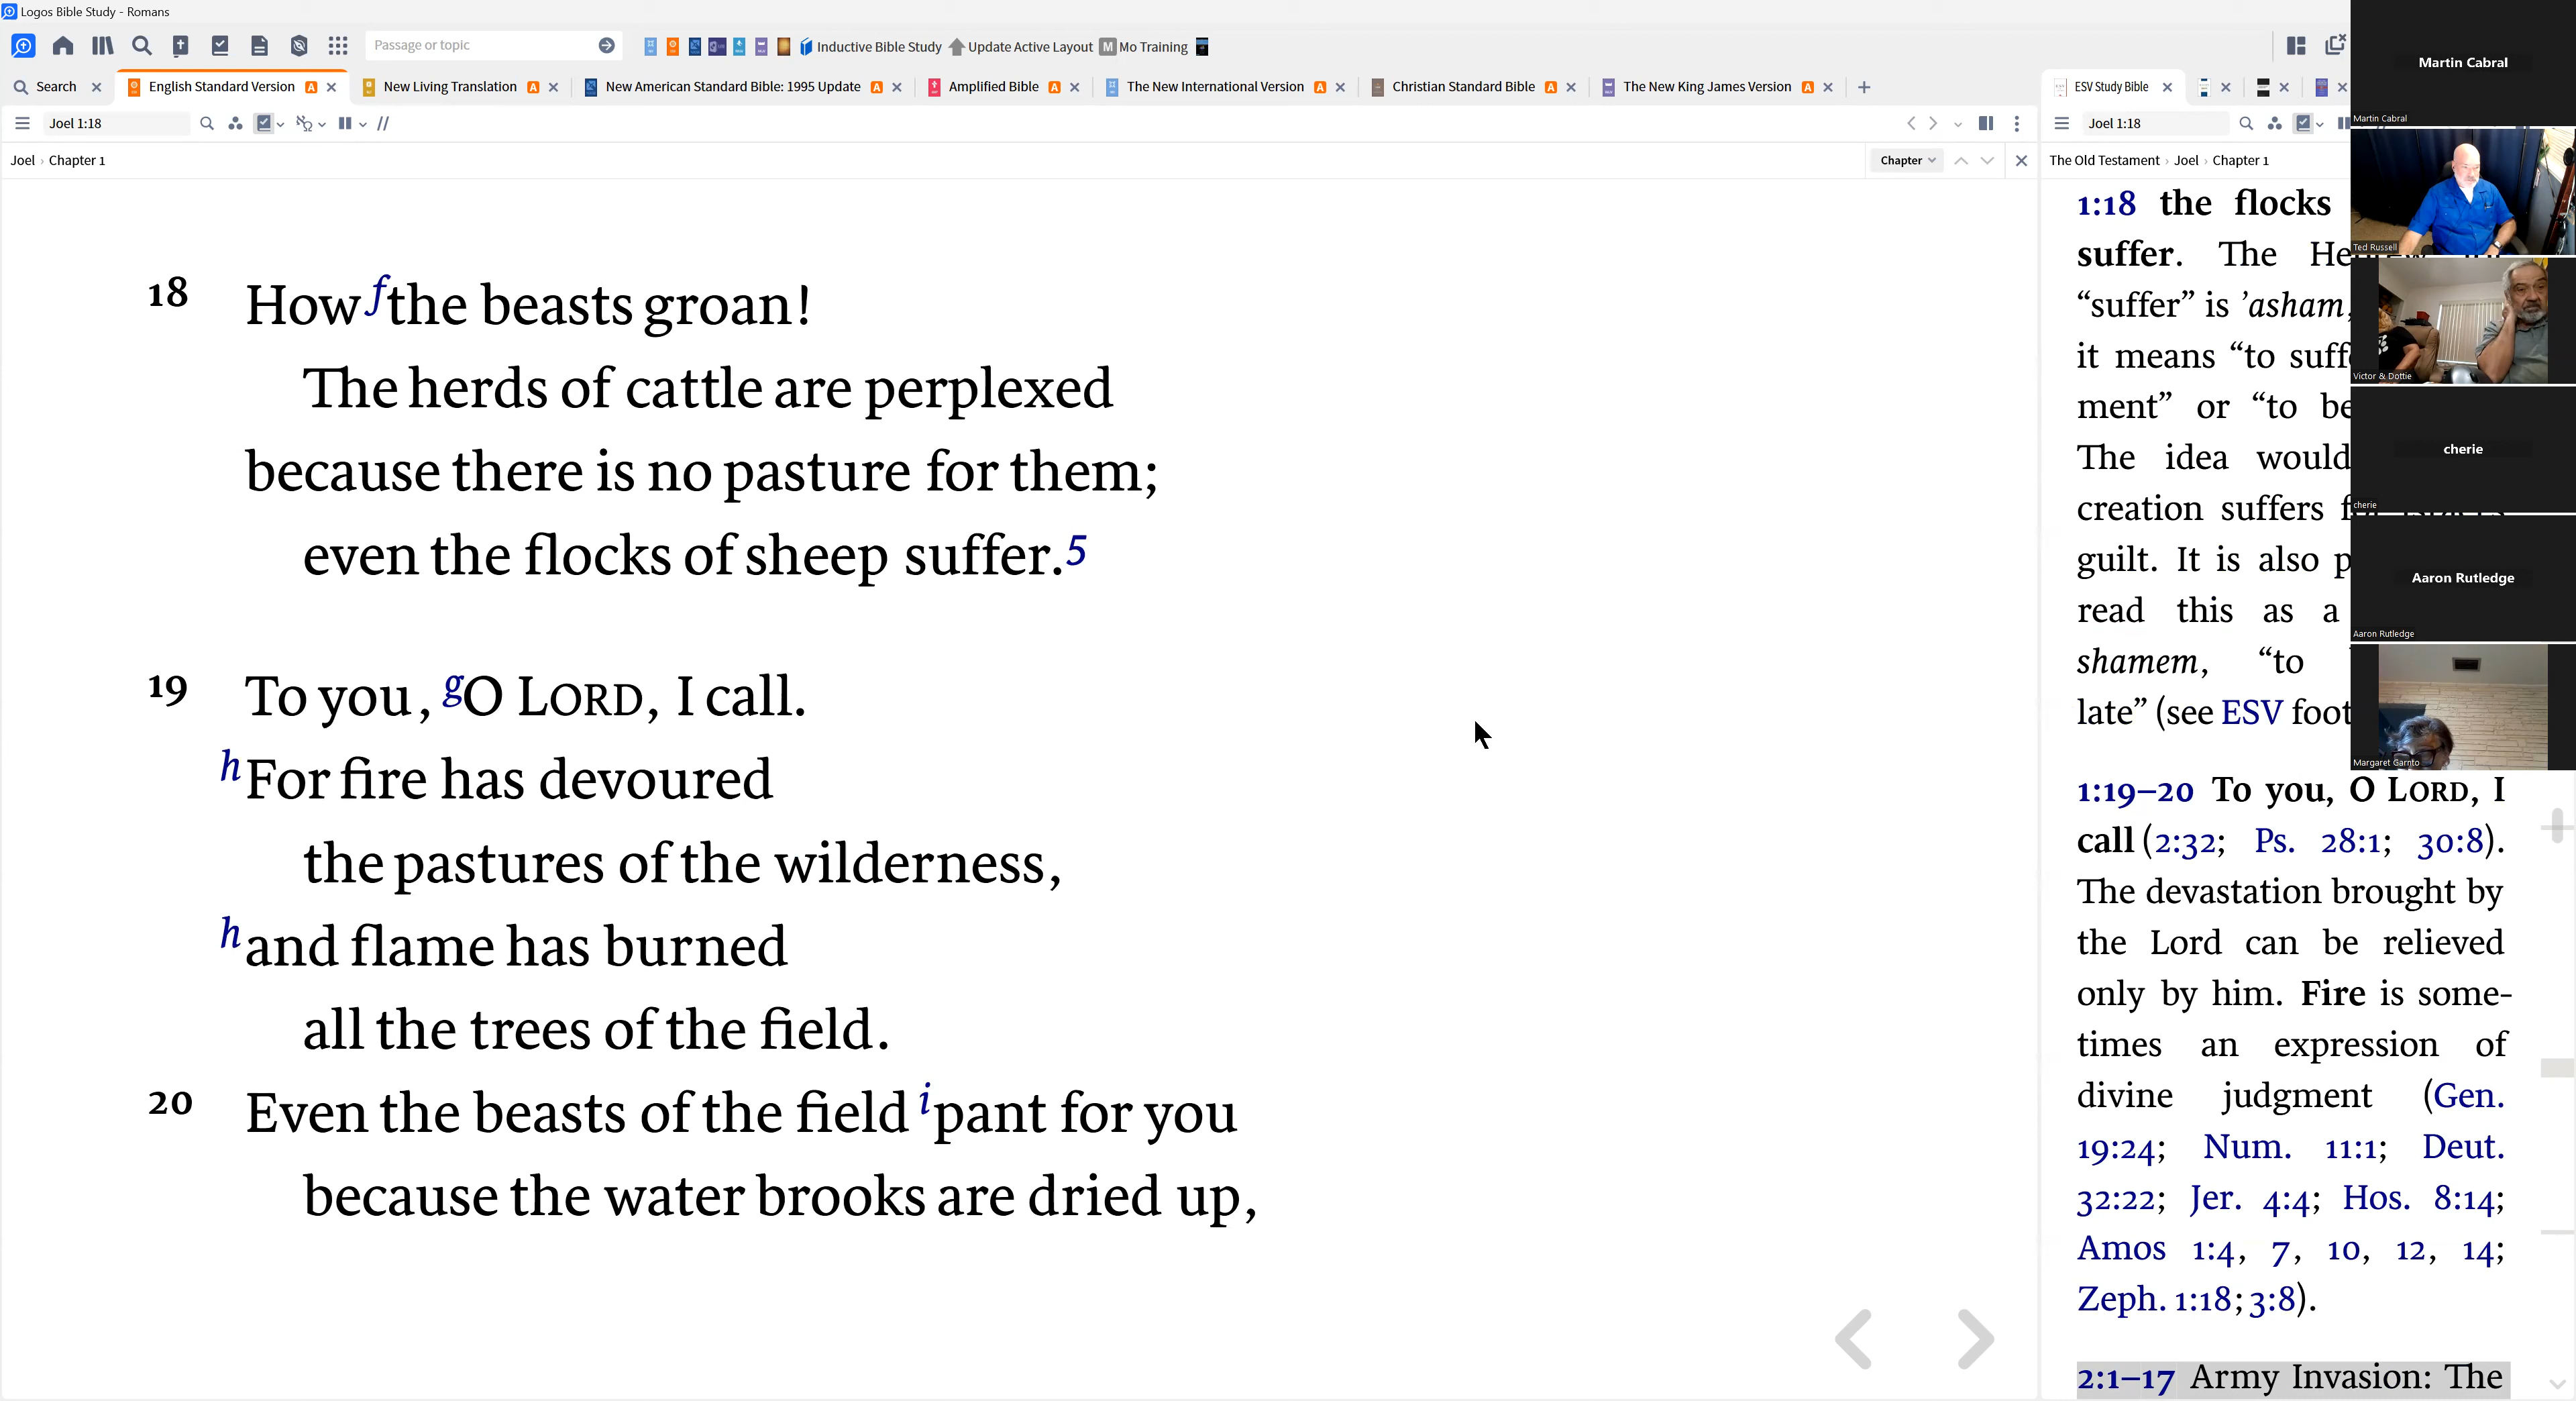 Logos Bible Study - Romans
Passage or topic
Inductive Bible Study Update Active Layout M Mo Training
Search English Standard Version A New Living Translation A New American Standard Bible: 1995 Update A Amplified Bible A The New International Version A Christian Standard Bible A The New King James Version A
Joel 1:18
Joel › Chapter 1
Chapter
18 How f the beasts groan!
The herds of cattle are perplexed
because there is no pasture for them;
even the flocks of sheep suffer.5
19 To you, g O LORD, I call.
h For fire has devoured
the pastures of the wilderness,
h and flame has burned
all the trees of the field.
20 Even the beasts of the field i pant for you
because the water brooks are dried up,
ESV Study Bible
Joel 1:18
The Old Testament › Joel › Chapter 1
1:18 the flocks
suffer. The He
“suffer” is ’asham,
it means “to suff
ment” or “to be
The idea would
creation suffers f
guilt. It is also p
read this as a
shamem, “to
late” (see ESV foot
1:19–20 To you, O LORD, I
call (2:32; Ps. 28:1; 30:8).
The devastation brought by
the Lord can be relieved
only by him. Fire is some-
times an expression of
divine judgment (Gen.
19:24; Num. 11:1; Deut.
32:22; Jer. 4:4; Hos. 8:14;
Amos 1:4, 7, 10, 12, 14;
Zeph. 1:18; 3:8).
2:1–17 Army Invasion: The
Martin Cabral
Martin Cabral
Ted Russell
Victor & Dottie
cherie
cherie
Aaron Rutledge
Aaron Rutledge
Margaret Garnto